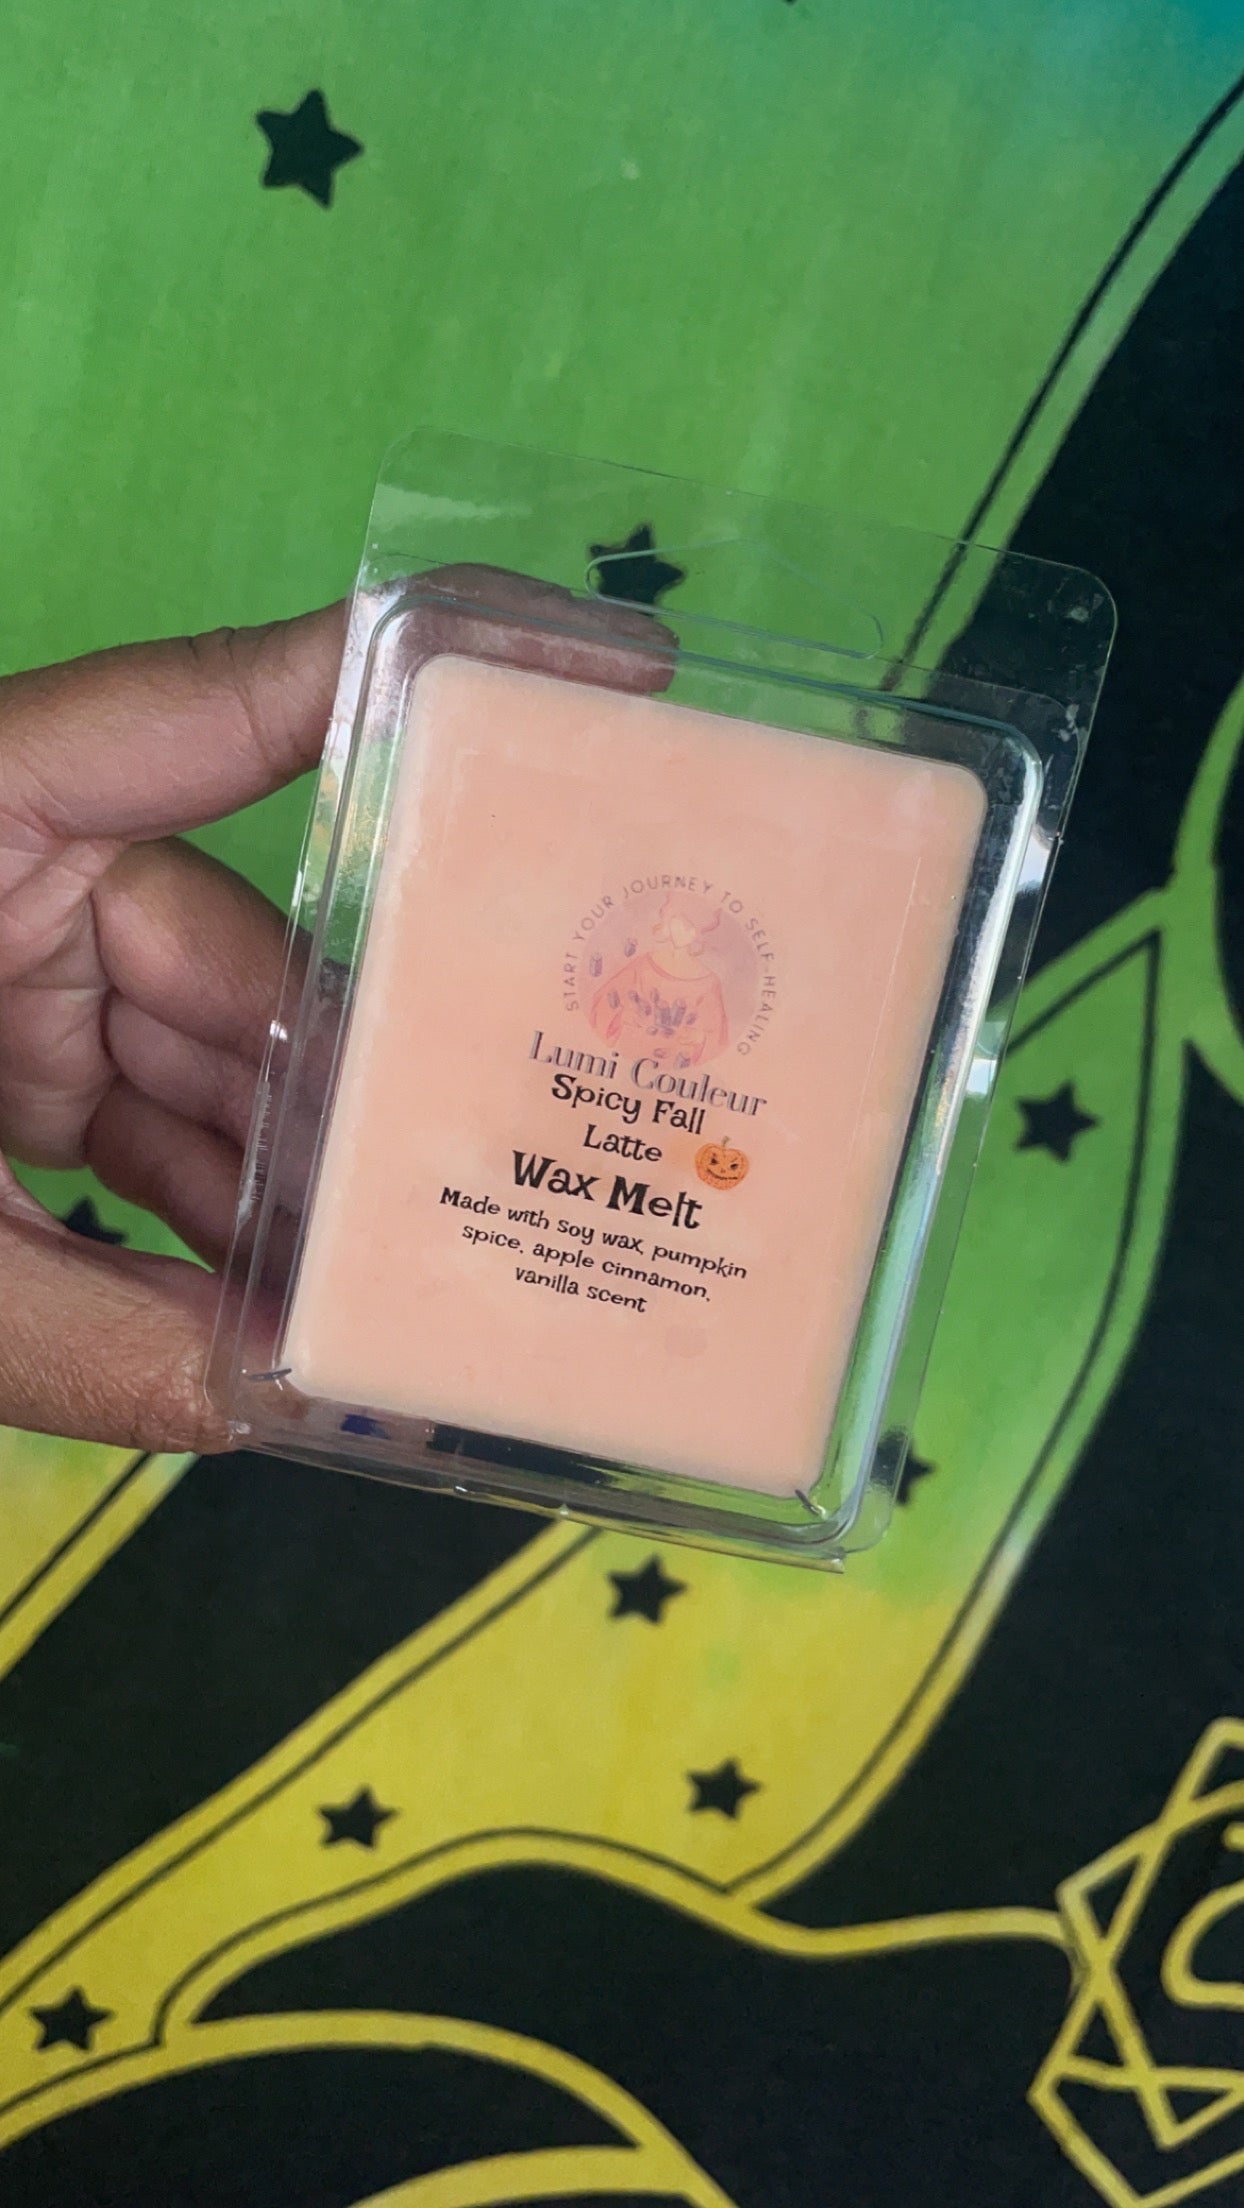 START YOUR JOURNEY TO SELF-HEALING
Lumi Couleur
Spicy Fall
Latte
Wax Melt
Made with soy wax, pumpkin
spice, apple cinnamon,
vanilla scent